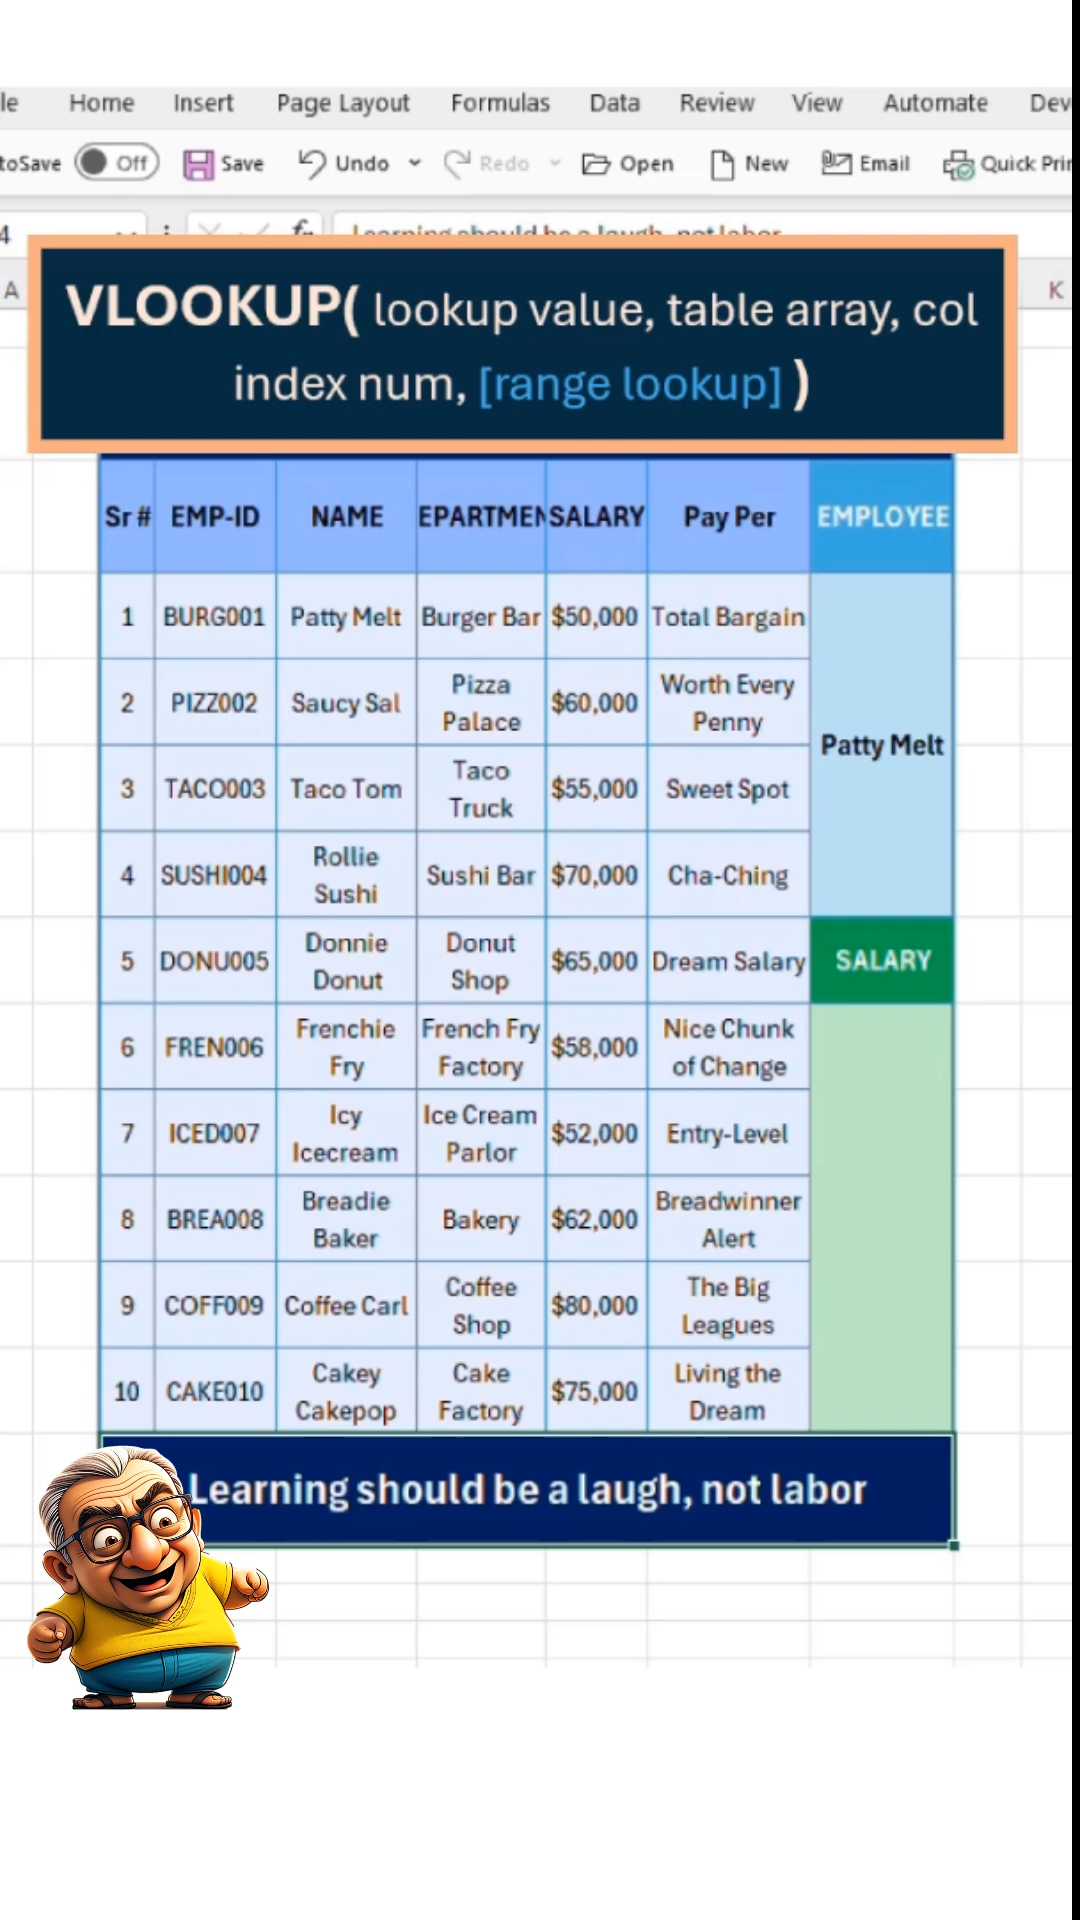 le Home Insert Page Layout Formulas Data Review View Automate Dev
toSave Off Save Undo Redo Open New Email Quick Prin
4 fx Learning should be a laugh, not labor
A K
VLOOKUP( lookup value, table array, col
index num, [range lookup] )
Sr # EMP-ID NAME EPARTMEN SALARY Pay Per EMPLOYEE
1 BURG001 Patty Melt Burger Bar $50,000 Total Bargain
2 PIZZ002 Saucy Sal Pizza Palace $60,000 Worth Every Penny
Patty Melt
3 TACO003 Taco Tom Taco Truck $55,000 Sweet Spot
4 SUSHI004 Rollie Sushi Sushi Bar $70,000 Cha-Ching
5 DONU005 Donnie Donut Donut Shop $65,000 Dream Salary SALARY
6 FREN006 Frenchie Fry French Fry Factory $58,000 Nice Chunk of Change
7 ICED007 Icy Icecream Ice Cream Parlor $52,000 Entry-Level
8 BREA008 Breadie Baker Bakery $62,000 Breadwinner Alert
9 COFF009 Coffee Carl Coffee Shop $80,000 The Big Leagues
10 CAKE010 Cakey Cakepop Cake Factory $75,000 Living the Dream
Learning should be a laugh, not labor